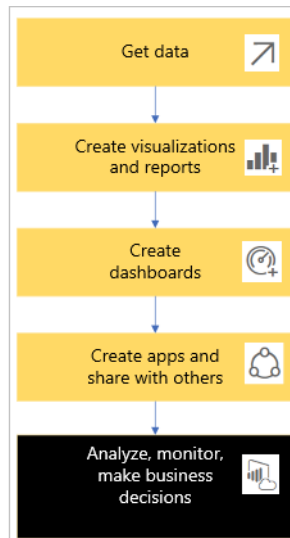 Get data
Create visualizations
and reports
Create
dashboards
Create apps and
share with others
Analyze, monitor,
make business
decisions